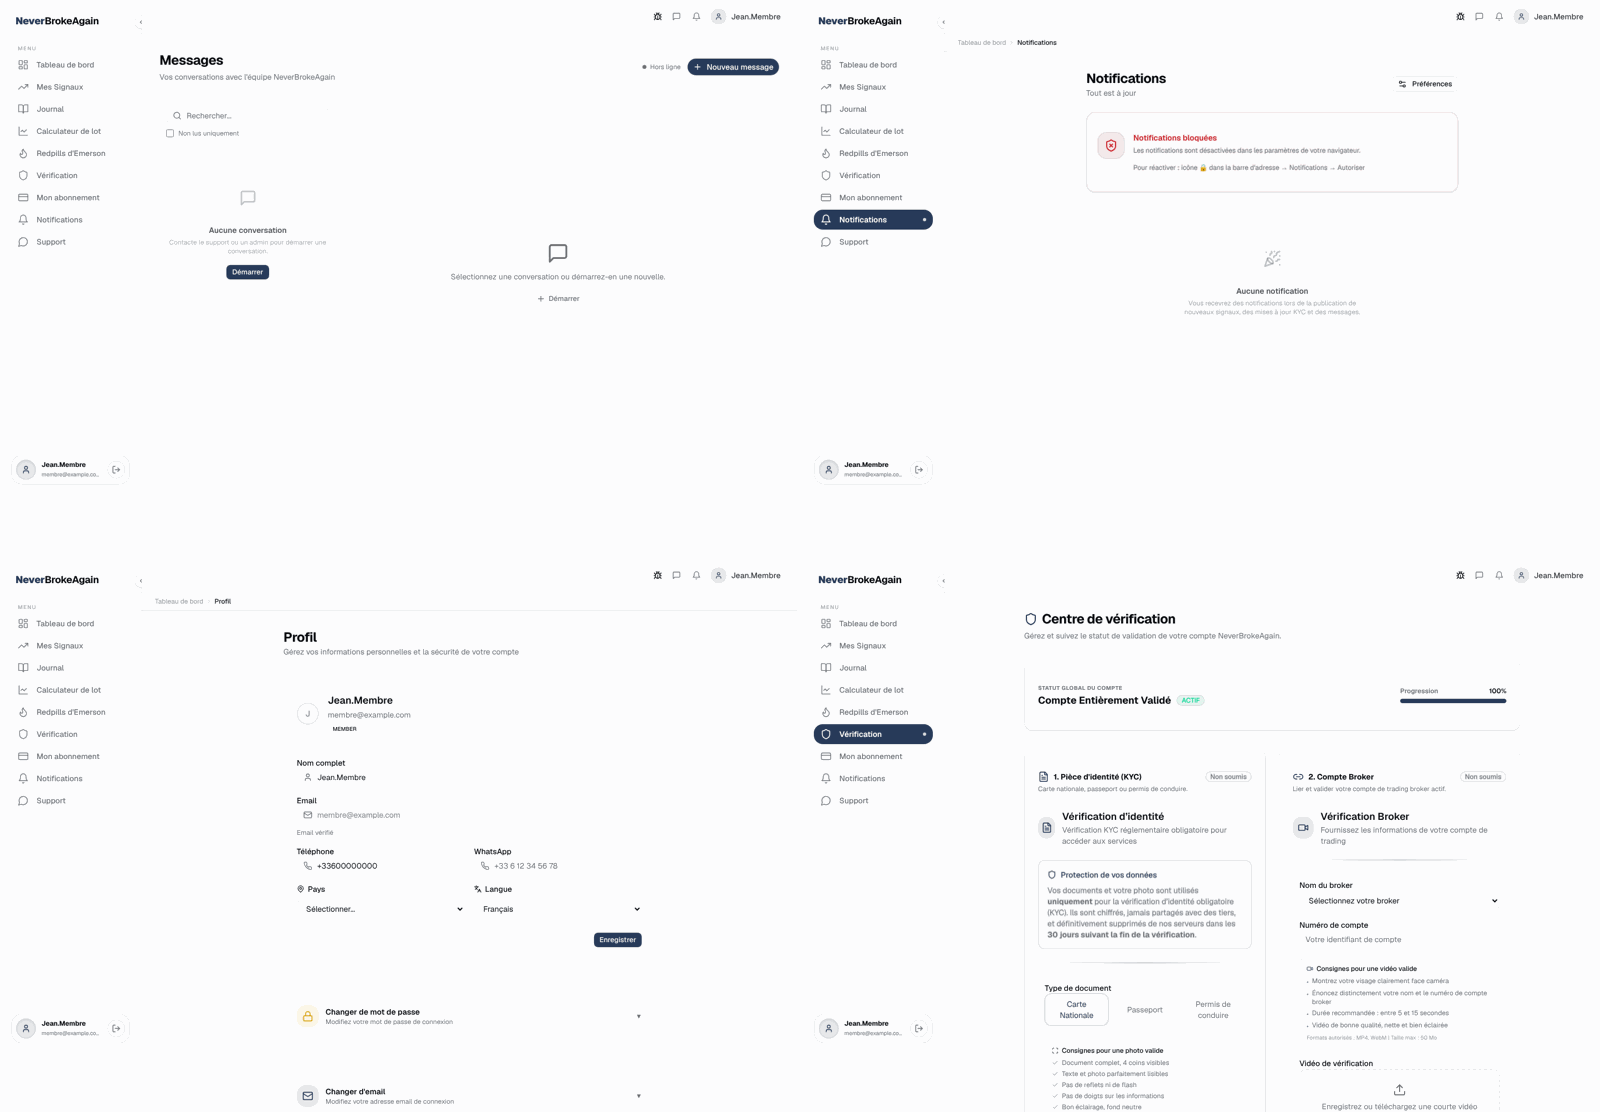 NeverBrokeAgain
Jean.Membre
MENU
Tableau de bord
Mes Signaux
Journal
Calculateur de lot
Redpills d'Emerson
Vérification
Mon abonnement
Notifications
Support
Messages
Vos conversations avec l'équipe NeverBrokeAgain
Hors ligne
+ Nouveau message
Rechercher...
Non lus uniquement
Aucune conversation
Contacte le support ou un admin pour démarrer une
conversation.
Démarrer
Sélectionnez une conversation ou démarrez-en une nouvelle.
+ Démarrer
Jean.Membre
membre@example.co...
NeverBrokeAgain
Jean.Membre
MENU
Tableau de bord
Mes Signaux
Journal
Calculateur de lot
Redpills d'Emerson
Vérification
Mon abonnement
Notifications
Support
Tableau de bord › Notifications
Notifications
Tout est à jour
Préférences
Notifications bloquées
Les notifications sont désactivées dans les paramètres de votre navigateur.
Pour réactiver : icône 🔒 dans la barre d'adresse → Notifications → Autoriser
Aucune notification
Vous recevrez des notifications lors de la publication de
nouveaux signaux, des mises à jour KYC et des messages.
Jean.Membre
membre@example.co...
NeverBrokeAgain
Jean.Membre
MENU
Tableau de bord
Mes Signaux
Journal
Calculateur de lot
Redpills d'Emerson
Vérification
Mon abonnement
Notifications
Support
Tableau de bord › Profil
Profil
Gérez vos informations personnelles et la sécurité de votre compte
J
Jean.Membre
membre@example.com
MEMBER
Nom complet
Jean.Membre
Email
membre@example.com
Email vérifié
Téléphone
+33600000000
WhatsApp
+33 6 12 34 56 78
Pays
Sélectionner...
Langue
Français
Enregistrer
Changer de mot de passe
Modifiez votre mot de passe de connexion
Changer d'email
Modifiez votre adresse email de connexion
Jean.Membre
membre@example.co...
NeverBrokeAgain
Jean.Membre
MENU
Tableau de bord
Mes Signaux
Journal
Calculateur de lot
Redpills d'Emerson
Vérification
Mon abonnement
Notifications
Support
Centre de vérification
Gérez et suivez le statut de validation de votre compte NeverBrokeAgain.
STATUT GLOBAL DU COMPTE
Compte Entièrement Validé ACTIF
Progression 100%
1. Pièce d'identité (KYC) Non soumis
Carte nationale, passeport ou permis de conduire.
Vérification d'identité
Vérification KYC réglementaire obligatoire pour
accéder aux services
Protection de vos données
Vos documents et votre photo sont utilisés
uniquement pour la vérification d'identité obligatoire
(KYC). Ils sont chiffrés, jamais partagés avec des tiers,
et définitivement supprimés de nos serveurs dans les
30 jours suivant la fin de la vérification.
Type de document
Carte
Nationale
Passeport
Permis de
conduire
Consignes pour une photo valide
Document complet, 4 coins visibles
Texte et photo parfaitement lisibles
Pas de reflets ni de flash
Pas de doigts sur les informations
Bon éclairage, fond neutre
2. Compte Broker Non soumis
Lier et valider votre compte de trading broker actif.
Vérification Broker
Fournissez les informations de votre compte de
trading
Nom du broker
Sélectionnez votre broker
Numéro de compte
Votre identifiant de compte
Consignes pour une vidéo valide
Montrez votre visage clairement face caméra
Énoncez distinctement votre nom et le numéro de compte
broker
Durée recommandée : entre 5 et 15 secondes
Vidéo de bonne qualité, nette et bien éclairée
Formats autorisés : MP4, WebM | Taille max : 50 Mo
Vidéo de vérification
Enregistrez ou téléchargez une courte vidéo
Jean.Membre
membre@example.co...